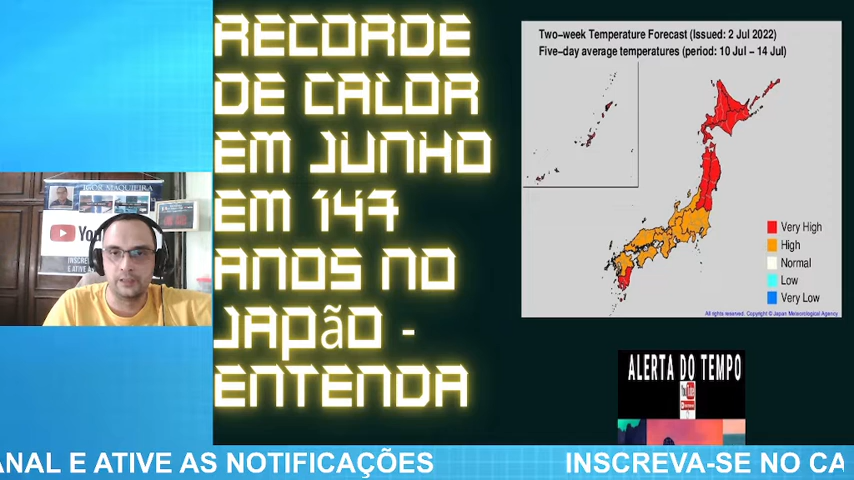 RECORDE
DE CALOR
EM JUNHO
EM 147
ANOS NO
JAPãO -
ENTENDA
Two-week Temperature Forecast (Issued: 2 Jul 2022)
Five-day average temperatures (period: 10 Jul - 14 Jul)
Very High
High
Normal
Low
Very Low
All rights reserved. Copyright © Japan Meteorological Agency
IGOR MAQUIEIRA
ALERTA DO TEMPO
ANAL E ATIVE AS NOTIFICAÇÕES
INSCREVA-SE NO CA